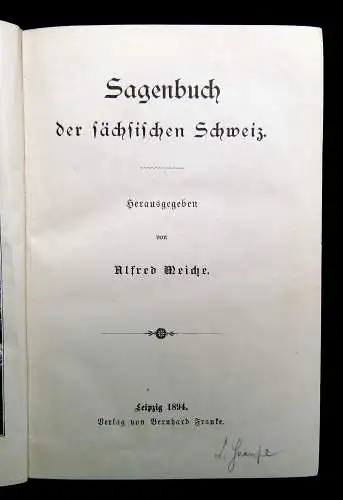 Sagenbuch
der sächsischen Schweiz.
Herausgegeben
von
Alfred Meiche.
Leipzig 1894.
Verlag von Bernhard Franke.